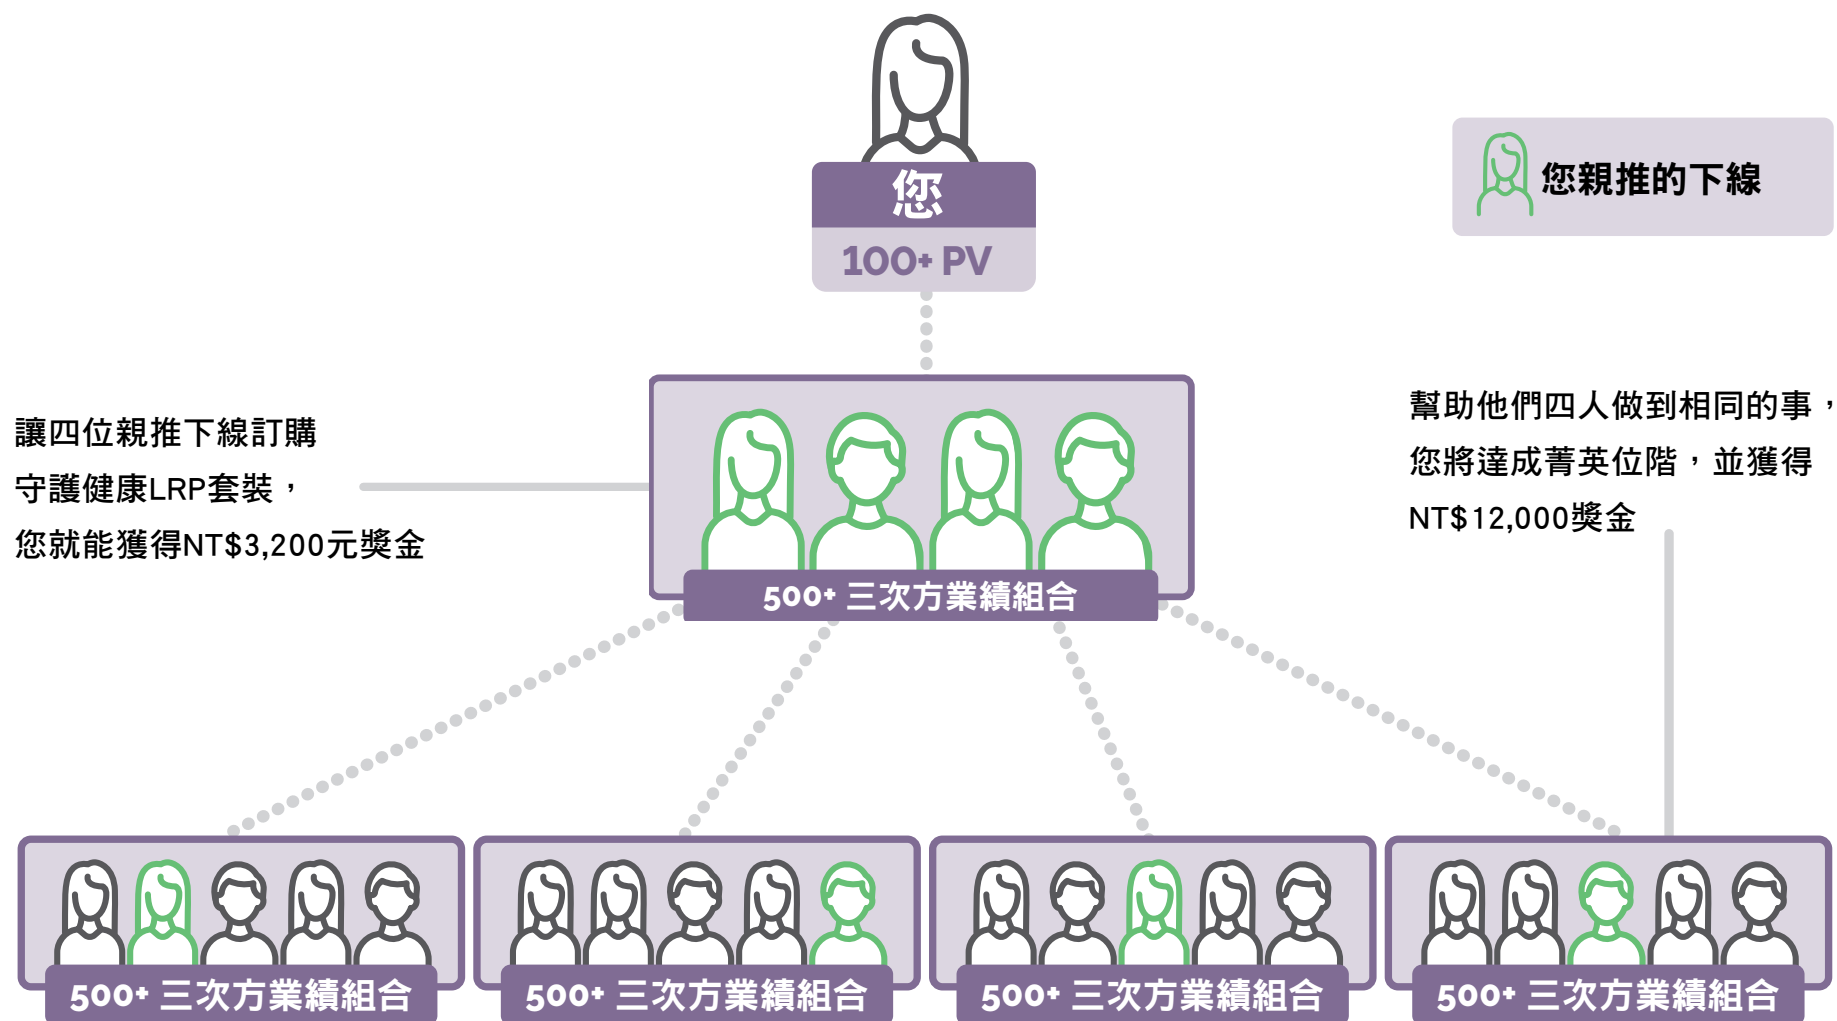 您
100+ PV
您親推的下線
讓四位親推下線訂購
守護健康LRP套裝，
您就能獲得NT$3,200元獎金
幫助他們四人做到相同的事，
您將達成菁英位階，並獲得
NT$12,000獎金
500+ 三次方業績組合
500+ 三次方業績組合
500+ 三次方業績組合
500+ 三次方業績組合
500+ 三次方業績組合